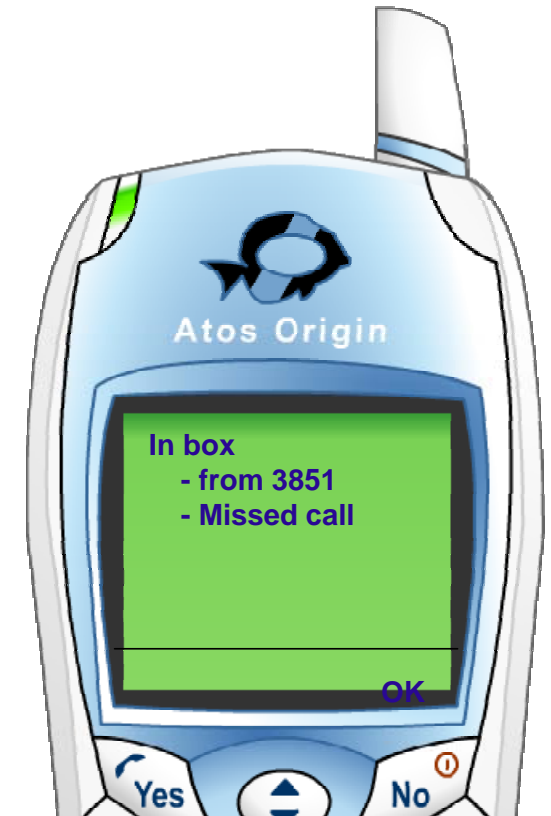 Atos Origin
In box
- from 3851
- Missed call
OK
Yes
No